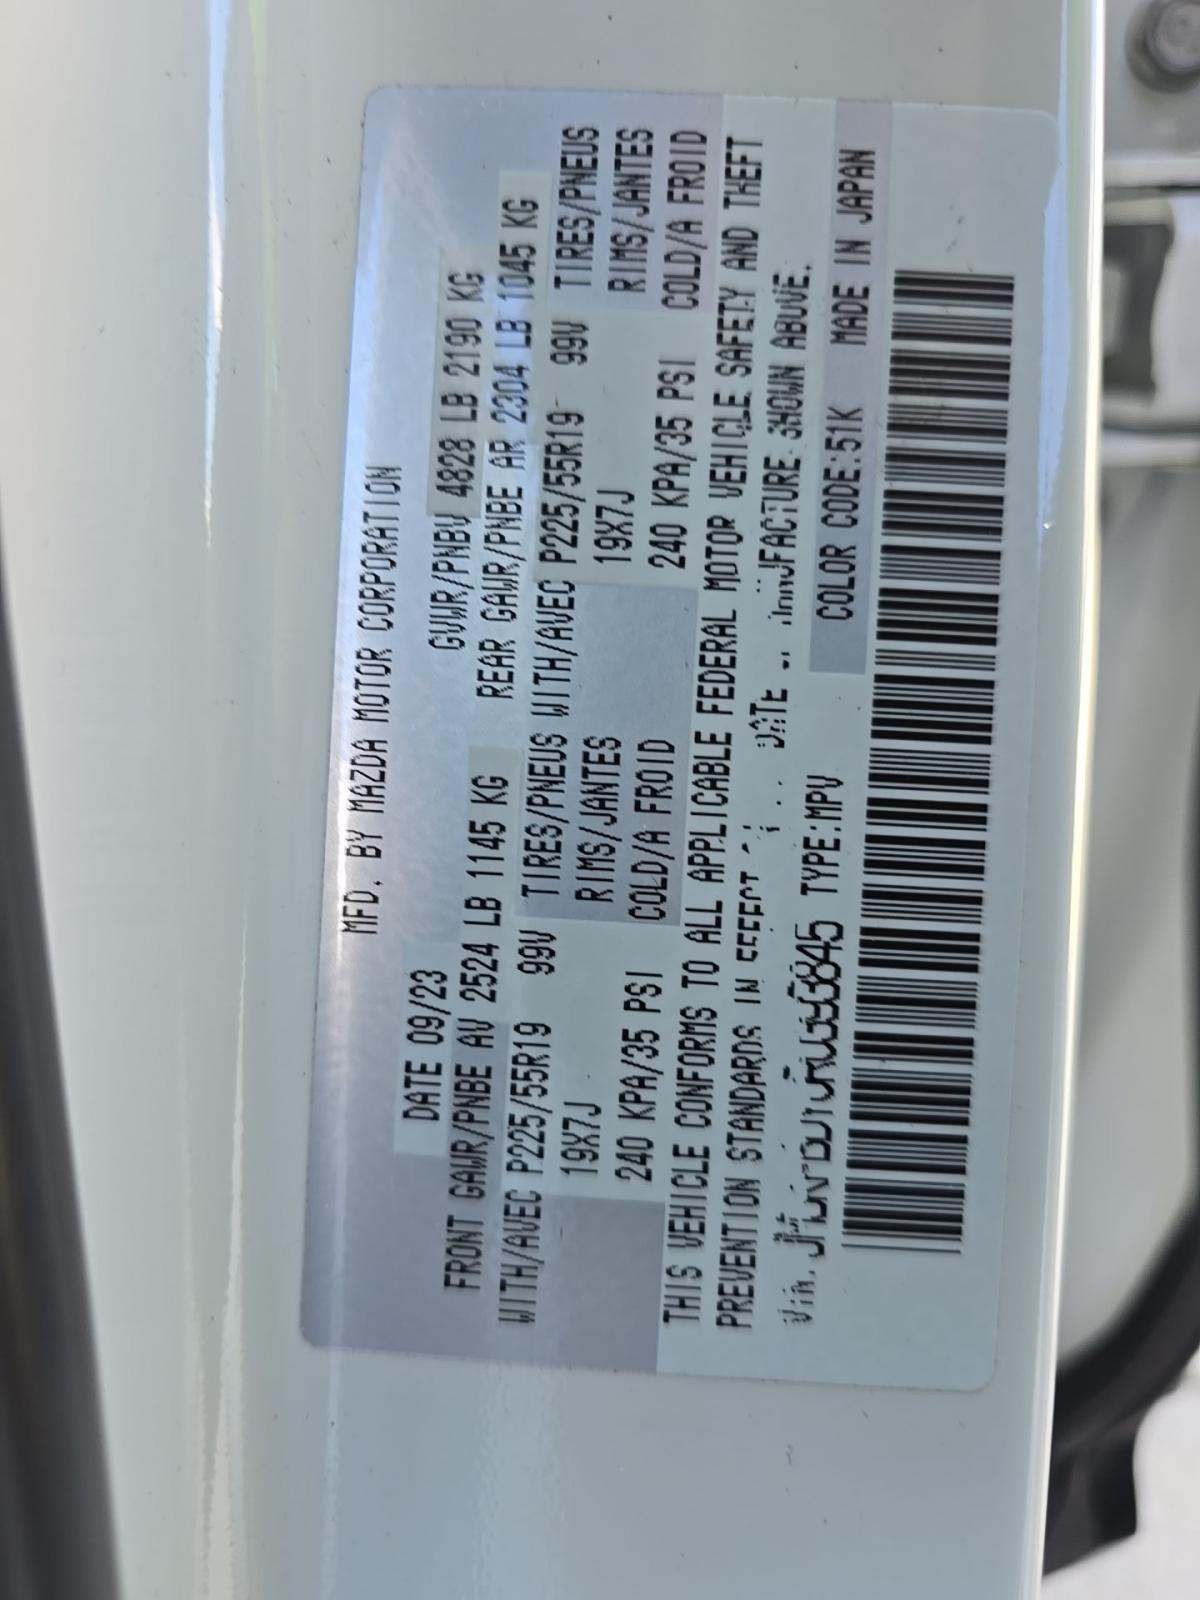 MFD. BY MAZDA MOTOR CORPORATION
DATE 09/23 GVWR/PNBV 4828 LB 2190 KG
FRONT GAWR/PNBE AV 2524 LB 1145 KG REAR GAWR/PNBE AR 2304 LB 1045 KG
WITH/AVEC P225/55R19 99V TIRES/PNEUS WITH/AVEC P225/55R19 99V TIRES/PNEUS
19X7J RIMS/JANTES 19X7J RIMS/JANTES
240 KPA/35 PSI COLD/A FROID 240 KPA/35 PSI COLD/A FROID
THIS VEHICLE CONFORMS TO ALL APPLICABLE FEDERAL MOTOR VEHICLE SAFETY AND THEFT
PREVENTION STANDARDS IN EFFECT DATE MANUFACTURE SHOWN ABOVE.
TYPE:MPV COLOR CODE:51K MADE IN JAPAN